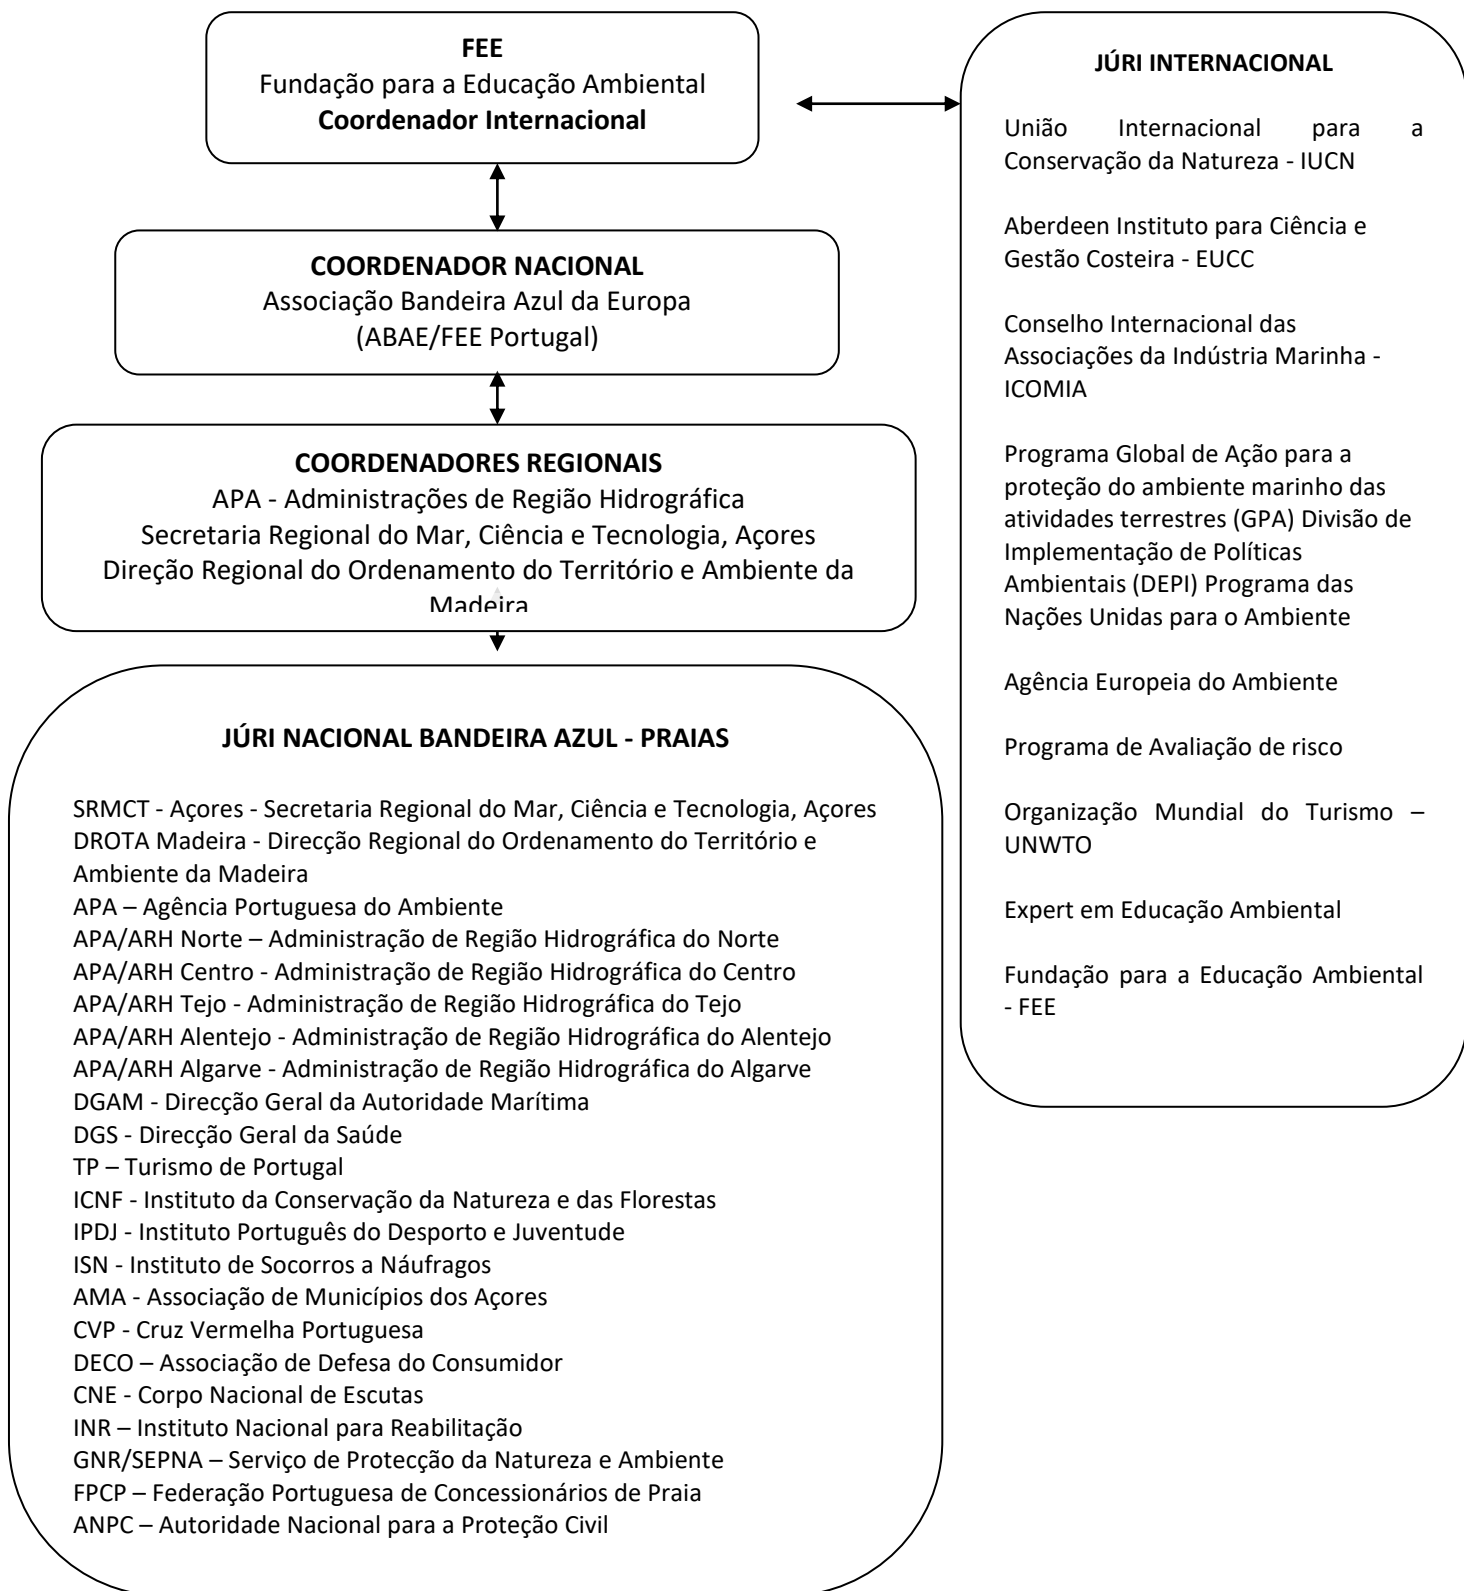 FEE
Fundação para a Educação Ambiental
Coordenador Internacional
COORDENADOR NACIONAL
Associação Bandeira Azul da Europa
(ABAE/FEE Portugal)
COORDENADORES REGIONAIS
APA - Administrações de Região Hidrográfica
Secretaria Regional do Mar, Ciência e Tecnologia, Açores
Direção Regional do Ordenamento do Território e Ambiente da
Madeira
JÚRI NACIONAL BANDEIRA AZUL - PRAIAS
SRMCT - Açores - Secretaria Regional do Mar, Ciência e Tecnologia, Açores
DROTA Madeira - Direcção Regional do Ordenamento do Território e
Ambiente da Madeira
APA – Agência Portuguesa do Ambiente
APA/ARH Norte – Administração de Região Hidrográfica do Norte
APA/ARH Centro - Administração de Região Hidrográfica do Centro
APA/ARH Tejo - Administração de Região Hidrográfica do Tejo
APA/ARH Alentejo - Administração de Região Hidrográfica do Alentejo
APA/ARH Algarve - Administração de Região Hidrográfica do Algarve
DGAM - Direcção Geral da Autoridade Marítima
DGS - Direcção Geral da Saúde
TP – Turismo de Portugal
ICNF - Instituto da Conservação da Natureza e das Florestas
IPDJ - Instituto Português do Desporto e Juventude
ISN - Instituto de Socorros a Náufragos
AMA - Associação de Municípios dos Açores
CVP - Cruz Vermelha Portuguesa
DECO – Associação de Defesa do Consumidor
CNE - Corpo Nacional de Escutas
INR – Instituto Nacional para Reabilitação
GNR/SEPNA – Serviço de Protecção da Natureza e Ambiente
FPCP – Federação Portuguesa de Concessionários de Praia
ANPC – Autoridade Nacional para a Proteção Civil
JÚRI INTERNACIONAL
União Internacional para a
Conservação da Natureza - IUCN
Aberdeen Instituto para Ciência e
Gestão Costeira - EUCC
Conselho Internacional das
Associações da Indústria Marinha -
ICOMIA
Programa Global de Ação para a
proteção do ambiente marinho das
atividades terrestres (GPA) Divisão de
Implementação de Políticas
Ambientais (DEPI) Programa das
Nações Unidas para o Ambiente
Agência Europeia do Ambiente
Programa de Avaliação de risco
Organização Mundial do Turismo –
UNWTO
Expert em Educação Ambiental
Fundação para a Educação Ambiental
- FEE